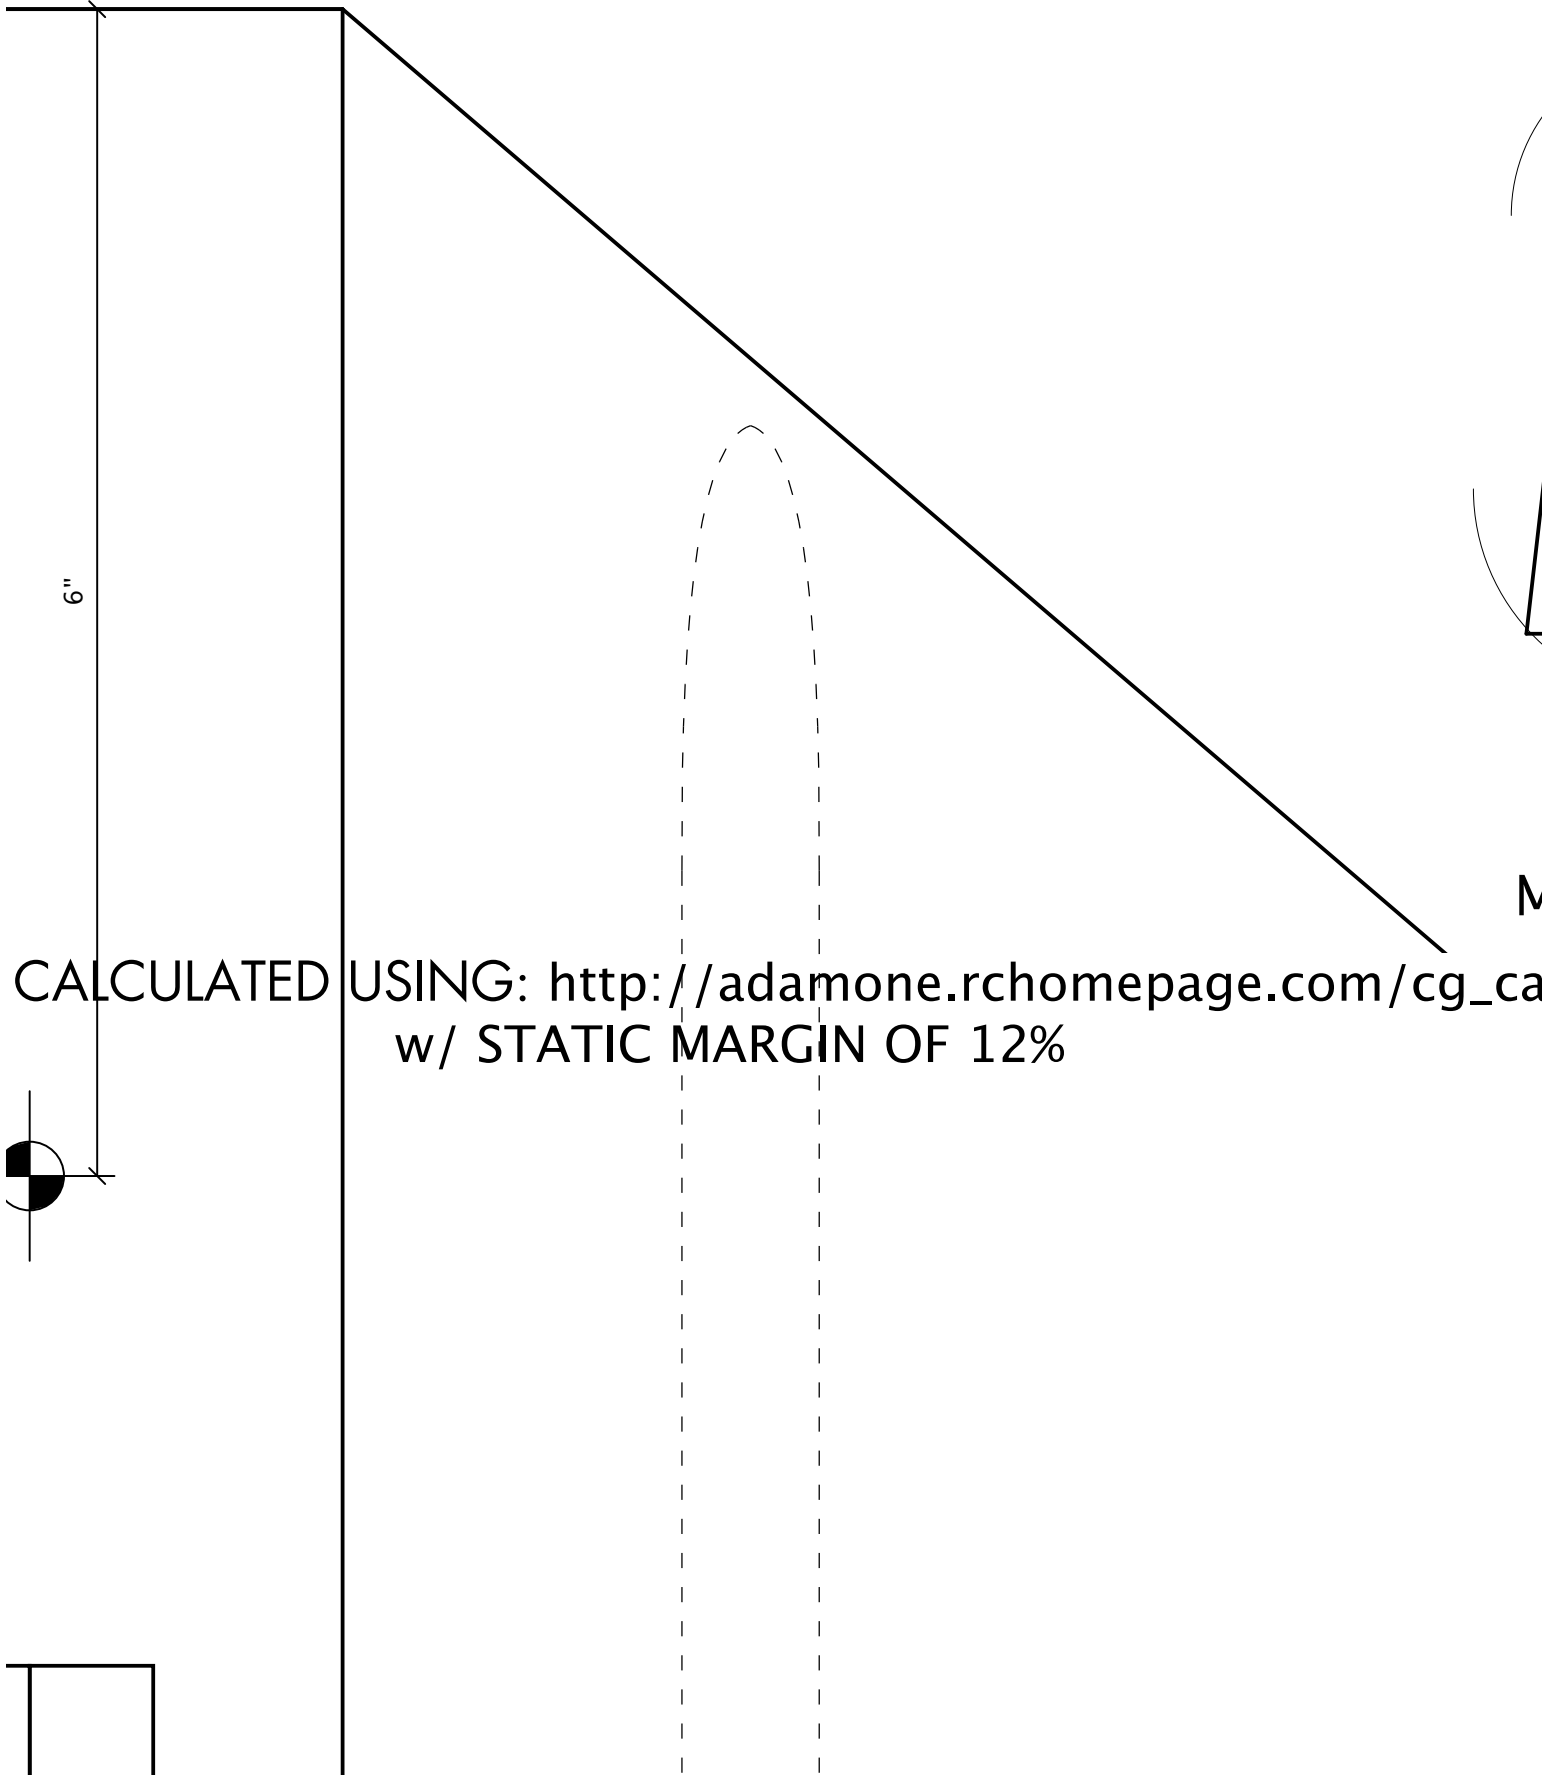 6"
M
CALCULATED USING: http://adamone.rchomepage.com/cg_ca
w/ STATIC MARGIN OF 12%